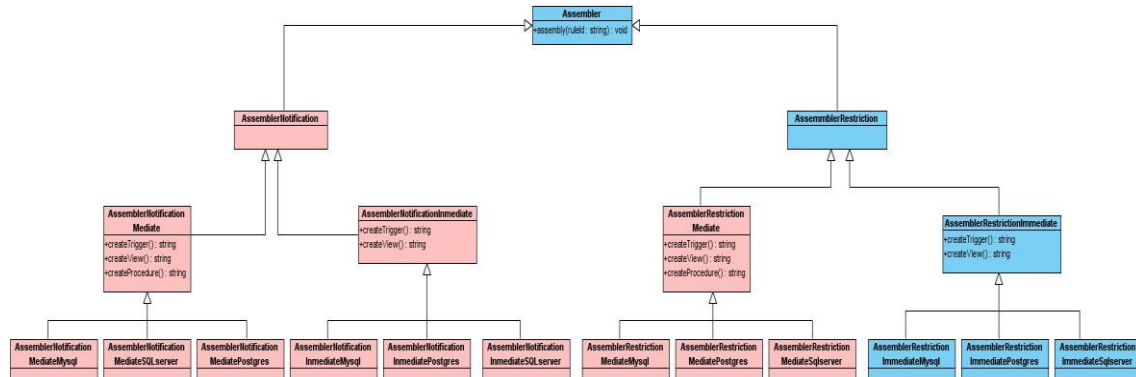 Assembler
+assembly(ruleId : string) : void
AssemblerNotification
AssemmblerRestriction
AssemblerNotification
Mediate
+createTrigger() : string
+createView() : string
+createProcedure() : string
AssemblerNotificationInmediate
+createTrigger() : string
+createView() : string
AssemblerRestriction
Mediate
+createTrigger() : string
+createView() : string
+createProcedure() : string
AssemblerRestrictionImmediate
+createTrigger() : string
+createView() : string
AssemblerNotification
MediateMysql
AssemblerNotification
MediateSQLserver
AssemblerNotification
MediatePostgres
AssemblerNotification
InmediateMysql
AssemblerNotification
InmediatePostgres
AssemblerNotification
InmediateSQLserver
AssemblerRestriction
MediateMysql
AssemblerRestriction
MediatePostgres
AssemblerRestriction
MediateSqlserver
AssemblerRestriction
ImmediateMysql
AssemblerRestriction
ImmediatePostgres
AssemblerRestriction
ImmediateSqlserver